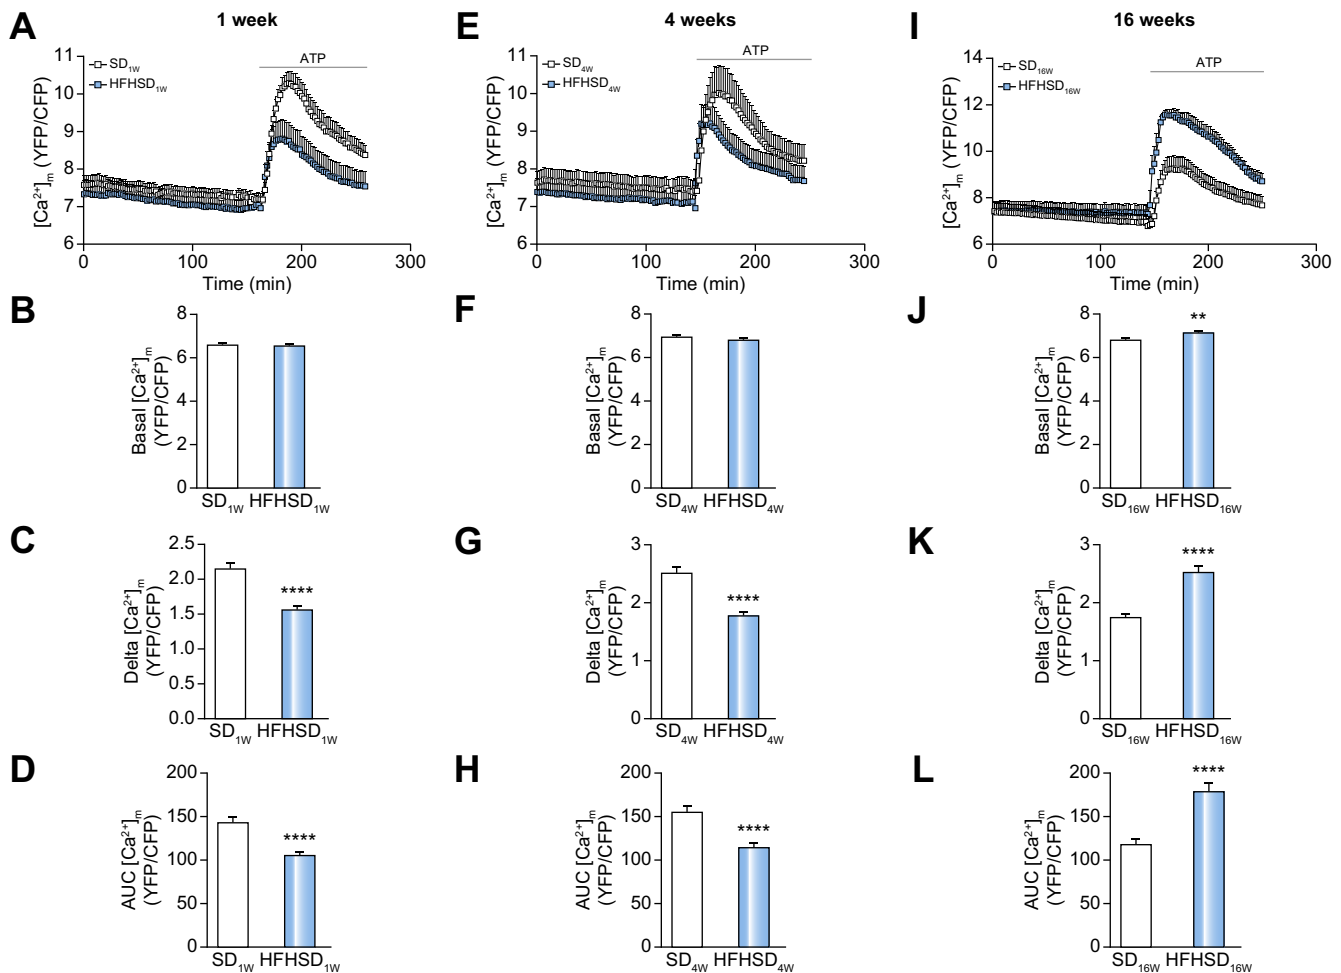 A
1 week
[Ca²⁺]ₘ (YFP/CFP)
11
10
9
8
7
6
0
100
200
300
Time (min)
SD1W
HFHSD1W
ATP
E
4 weeks
[Ca²⁺]ₘ (YFP/CFP)
11
10
9
8
7
6
0
100
200
300
Time (min)
SD4W
HFHSD4W
ATP
I
16 weeks
[Ca²⁺]ₘ (YFP/CFP)
14
12
10
8
6
0
100
200
300
Time (min)
SD16W
HFHSD16W
ATP
B
Basal [Ca²⁺]ₘ
(YFP/CFP)
8
6
4
2
0
SD1W HFHSD1W
F
Basal [Ca²⁺]ₘ
(YFP/CFP)
8
6
4
2
0
SD4W HFHSD4W
J
Basal [Ca²⁺]ₘ
(YFP/CFP)
8
6
4
2
0
**
SD16W HFHSD16W
C
Delta [Ca²⁺]ₘ
(YFP/CFP)
2.5
2.0
1.5
1.0
0.5
0.0
****
SD1W HFHSD1W
G
Delta [Ca²⁺]ₘ
(YFP/CFP)
3
2
1
0
****
SD4W HFHSD4W
K
Delta [Ca²⁺]ₘ
(YFP/CFP)
3
2
1
0
****
SD16W HFHSD16W
D
AUC [Ca²⁺]ₘ
(YFP/CFP)
200
150
100
50
0
****
SD1W HFHSD1W
H
AUC [Ca²⁺]ₘ
(YFP/CFP)
200
150
100
50
0
****
SD4W HFHSD4W
L
AUC [Ca²⁺]ₘ
(YFP/CFP)
200
150
100
50
0
****
SD16W HFHSD16W